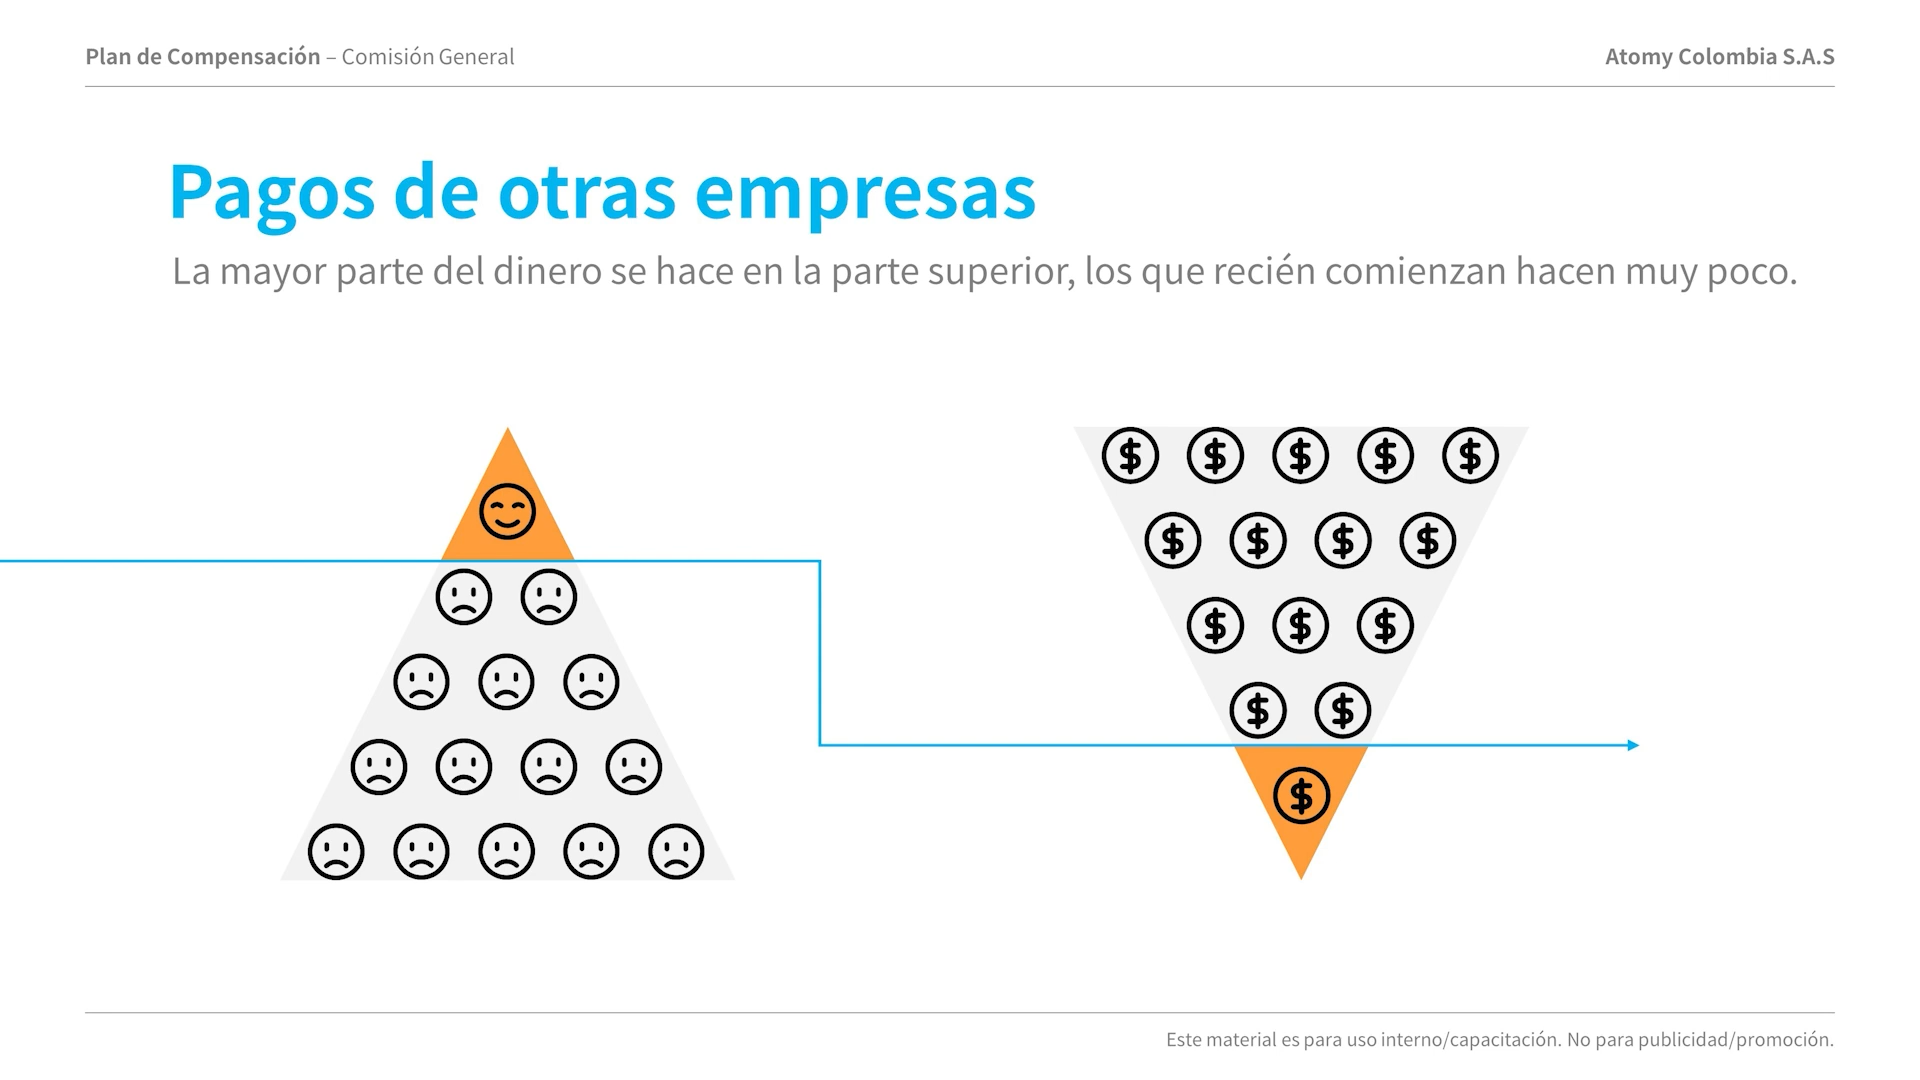 Plan de Compensación – Comisión General
Atomy Colombia S.A.S
Pagos de otras empresas
La mayor parte del dinero se hace en la parte superior, los que recién comienzan hacen muy poco.
$ $ $ $ $
$ $ $ $
$ $ $
$ $
$
Este material es para uso interno/capacitación. No para publicidad/promoción.